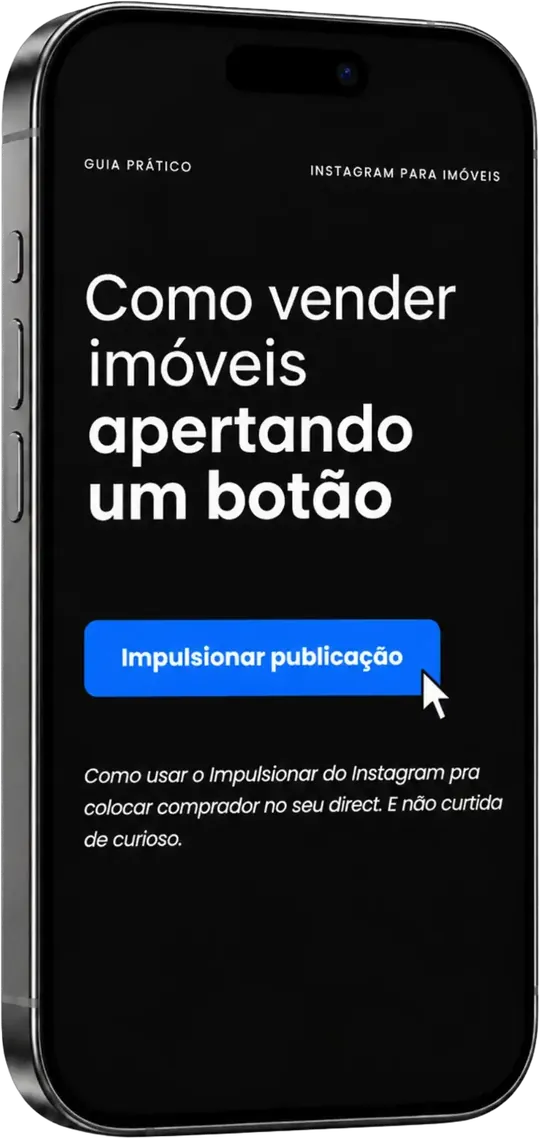 GUIA PRÁTICO
INSTAGRAM PARA IMÓVEIS
Como vender
imóveis
apertando
um botão
Impulsionar publicação
Como usar o Impulsionar do Instagram pra
colocar comprador no seu direct. E não curtida
de curioso.